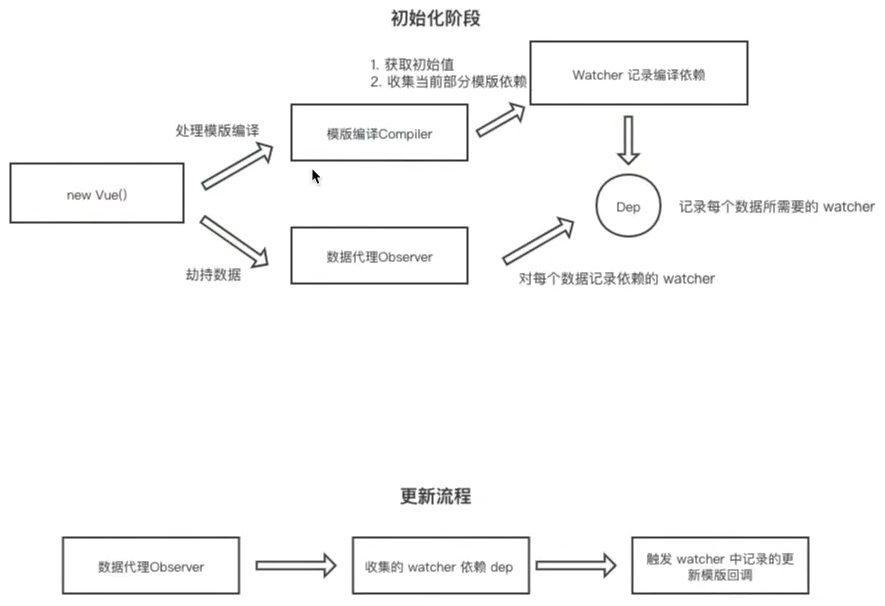 初始化阶段
1. 获取初始值
2. 收集当前部分模版依赖
Watcher 记录编译依赖
处理模版编译
模版编译Compiler
new Vue()
Dep
记录每个数据所需要的 watcher
劫持数据
数据代理Observer
对每个数据记录依赖的 watcher
更新流程
数据代理Observer
收集的 watcher 依赖 dep
触发 watcher 中记录的更
新模版回调